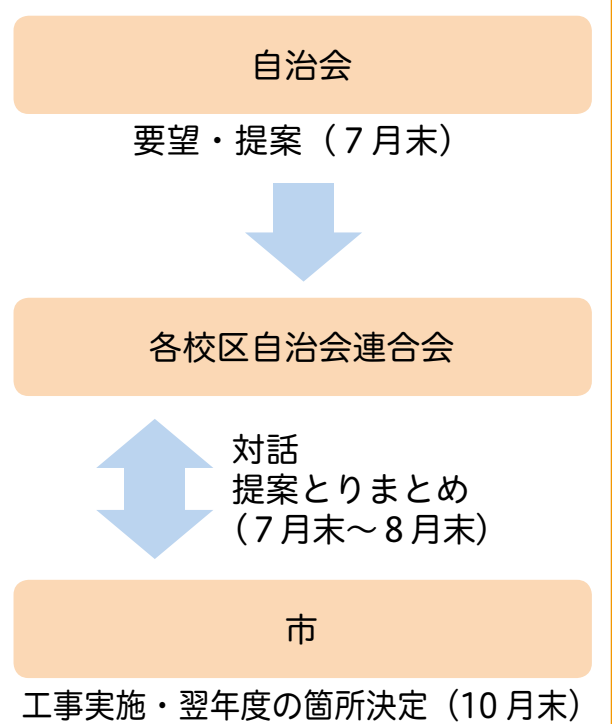 自治会
要望・提案（７月末）
各校区自治会連合会
対話
提案とりまとめ
（７月末～８月末）
市
工事実施・翌年度の箇所決定（10 月末）